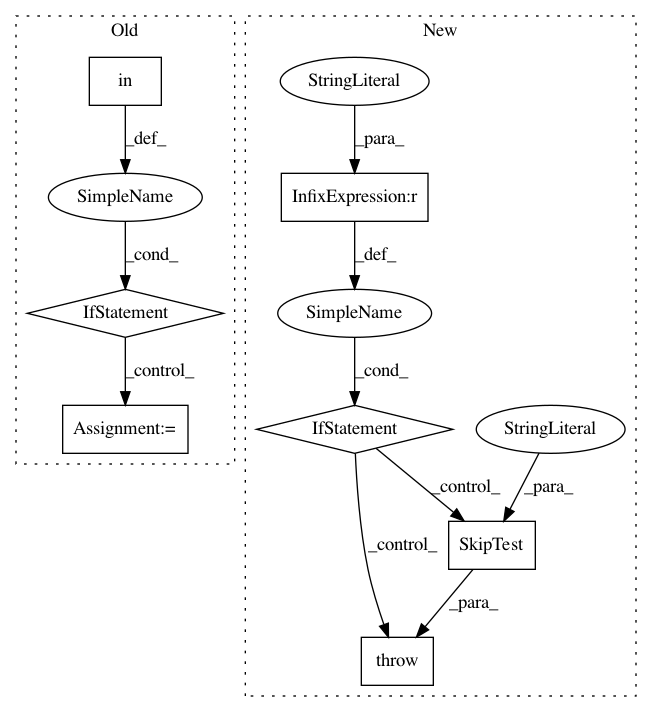 Old
New
in
StringLiteral
_def_
_para_
SimpleName
InfixExpression:r
_cond_
_def_
IfStatement
SimpleName
_control_
_cond_
Assignment:=
IfStatement
StringLiteral
_control_
_para_
_control_
SkipTest
_para_
throw